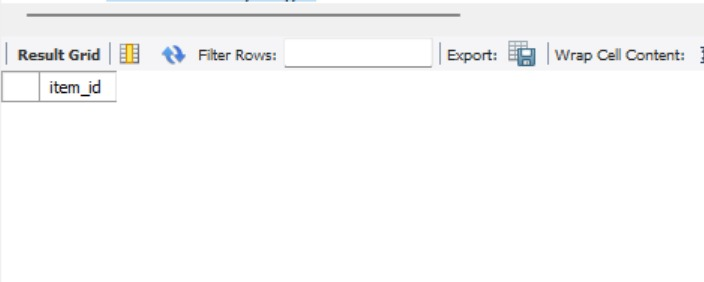 Result Grid Filter Rows: Export: Wrap Cell Content:
item_id